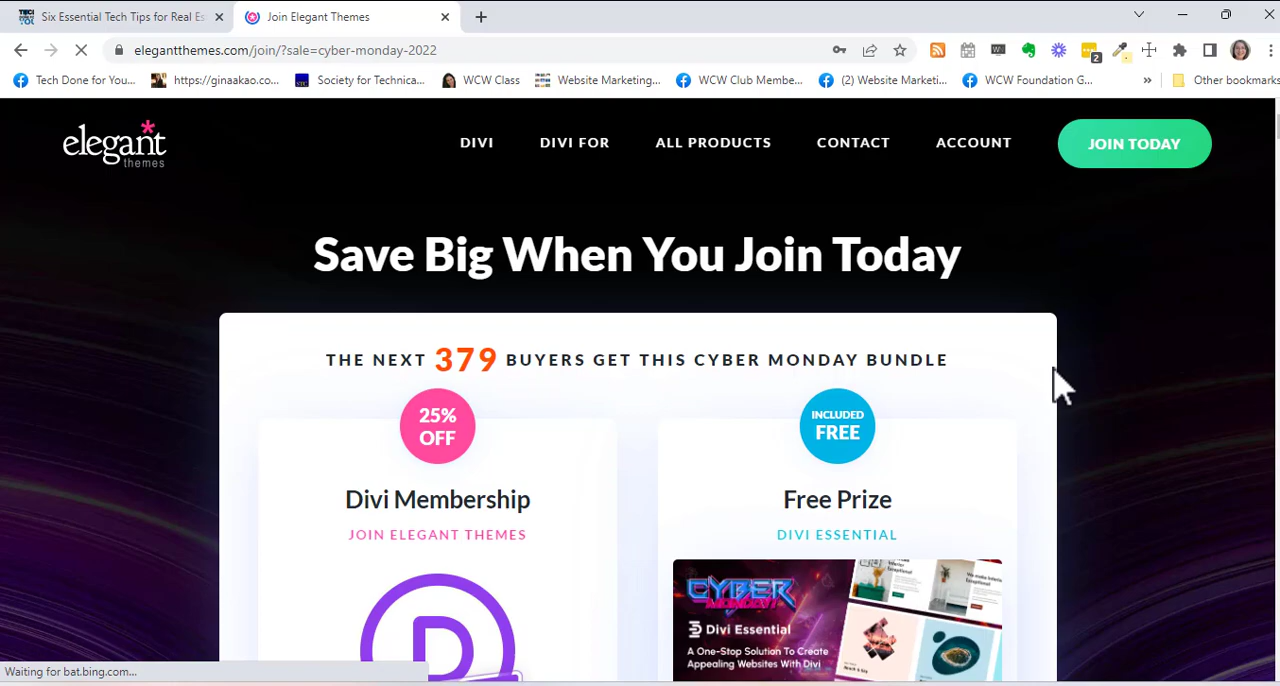 Six Essential Tech Tips for Real Es
Join Elegant Themes
elegantthemes.com/join/?sale=cyber-monday-2022
2
Tech Done for You...
https://ginaakao.co...
Society for Technica...
WCW Class
Website Marketing...
WCW Club Membe...
(2) Website Marketi...
WCW Foundation G...
»
Other bookmarks
elegant
themes
DIVI
DIVI FOR
ALL PRODUCTS
CONTACT
ACCOUNT
JOIN TODAY
Save Big When You Join Today
THE NEXT 379 BUYERS GET THIS CYBER MONDAY BUNDLE
25%
OFF
Divi Membership
JOIN ELEGANT THEMES
D
INCLUDED
FREE
Free Prize
DIVI ESSENTIAL
CYBER
MONDAY
Divi Essential
A One-Stop Solution To Create
Appealing Websites With Divi
Waiting for bat.bing.com...